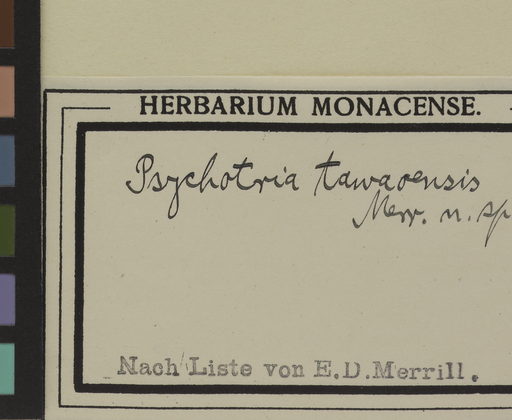 HERBARIUM MONACENSE.
Psychotria tawaoensis
Merr. n. sp
Nach Liste von E.D.Merrill.